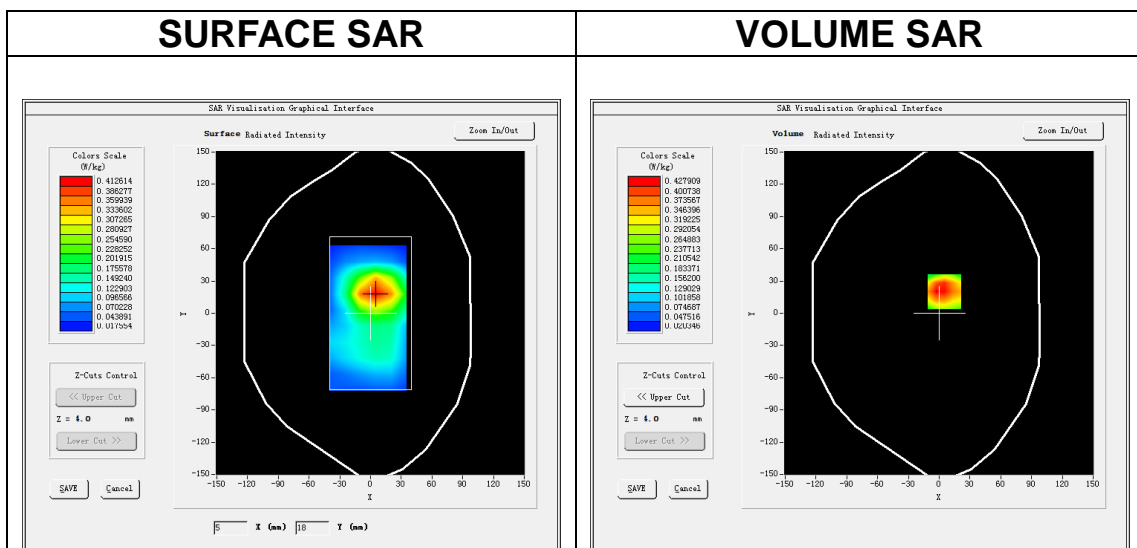 SURFACE SAR
VOLUME SAR
SAR Visualisation Graphical Interface
Surface Radiated Intensity
Zoom In/Out
Colors Scale
(W/kg)
0.412614
0.386277
0.359939
0.333602
0.307265
0.280927
0.254590
0.228252
0.201915
0.175578
0.149240
0.122903
0.096566
0.070228
0.043891
0.017554
150
120
90
60
30
0
-30
-60
-90
-120
-150
Y
-150 -120 -90 -60 -30 0 30 60 90 120 150
X
Z-Cuts Control
<< Upper Cut
Z = 4.0 mm
Lower Cut >>
SAVE Cancel
5 X (mm) 18 Y (mm)
SAR Visualisation Graphical Interface
Volume Radiated Intensity
Zoom In/Out
Colors Scale
(W/kg)
0.427909
0.400738
0.373567
0.346396
0.319225
0.292054
0.264883
0.237713
0.210542
0.183371
0.156200
0.129029
0.101858
0.074687
0.047516
0.020346
150
120
90
60
30
0
-30
-60
-90
-120
-150
Y
-150 -120 -90 -60 -30 0 30 60 90 120 150
X
Z-Cuts Control
<< Upper Cut
Z = 4.0 mm
Lower Cut >>
SAVE Cancel